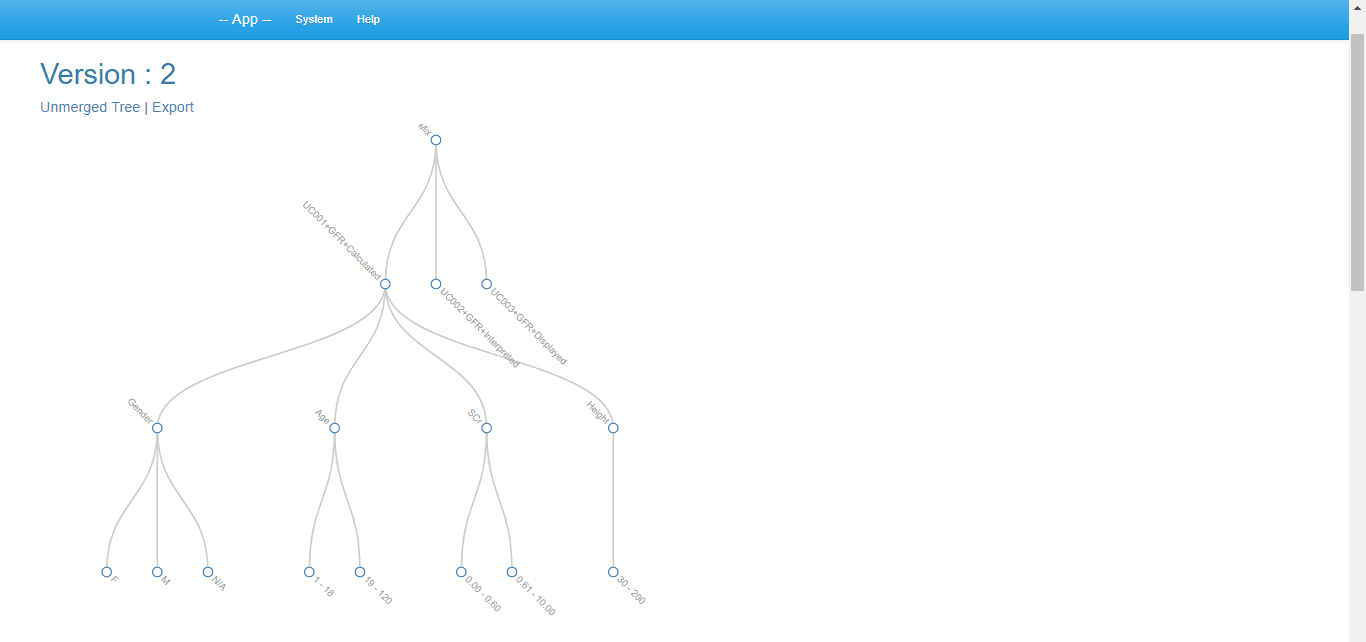 -- App -- System Help
Version : 2
Unmerged Tree | Export
Mix
UC001+GFR+Calculated
UC002+GFR+Interpreted
UC003+GFR+Displayed
Gender
Age
SCr
Height
F
M
N/A
1 - 18
19 - 120
0.00 - 0.60
0.61 - 10.00
30 - 200